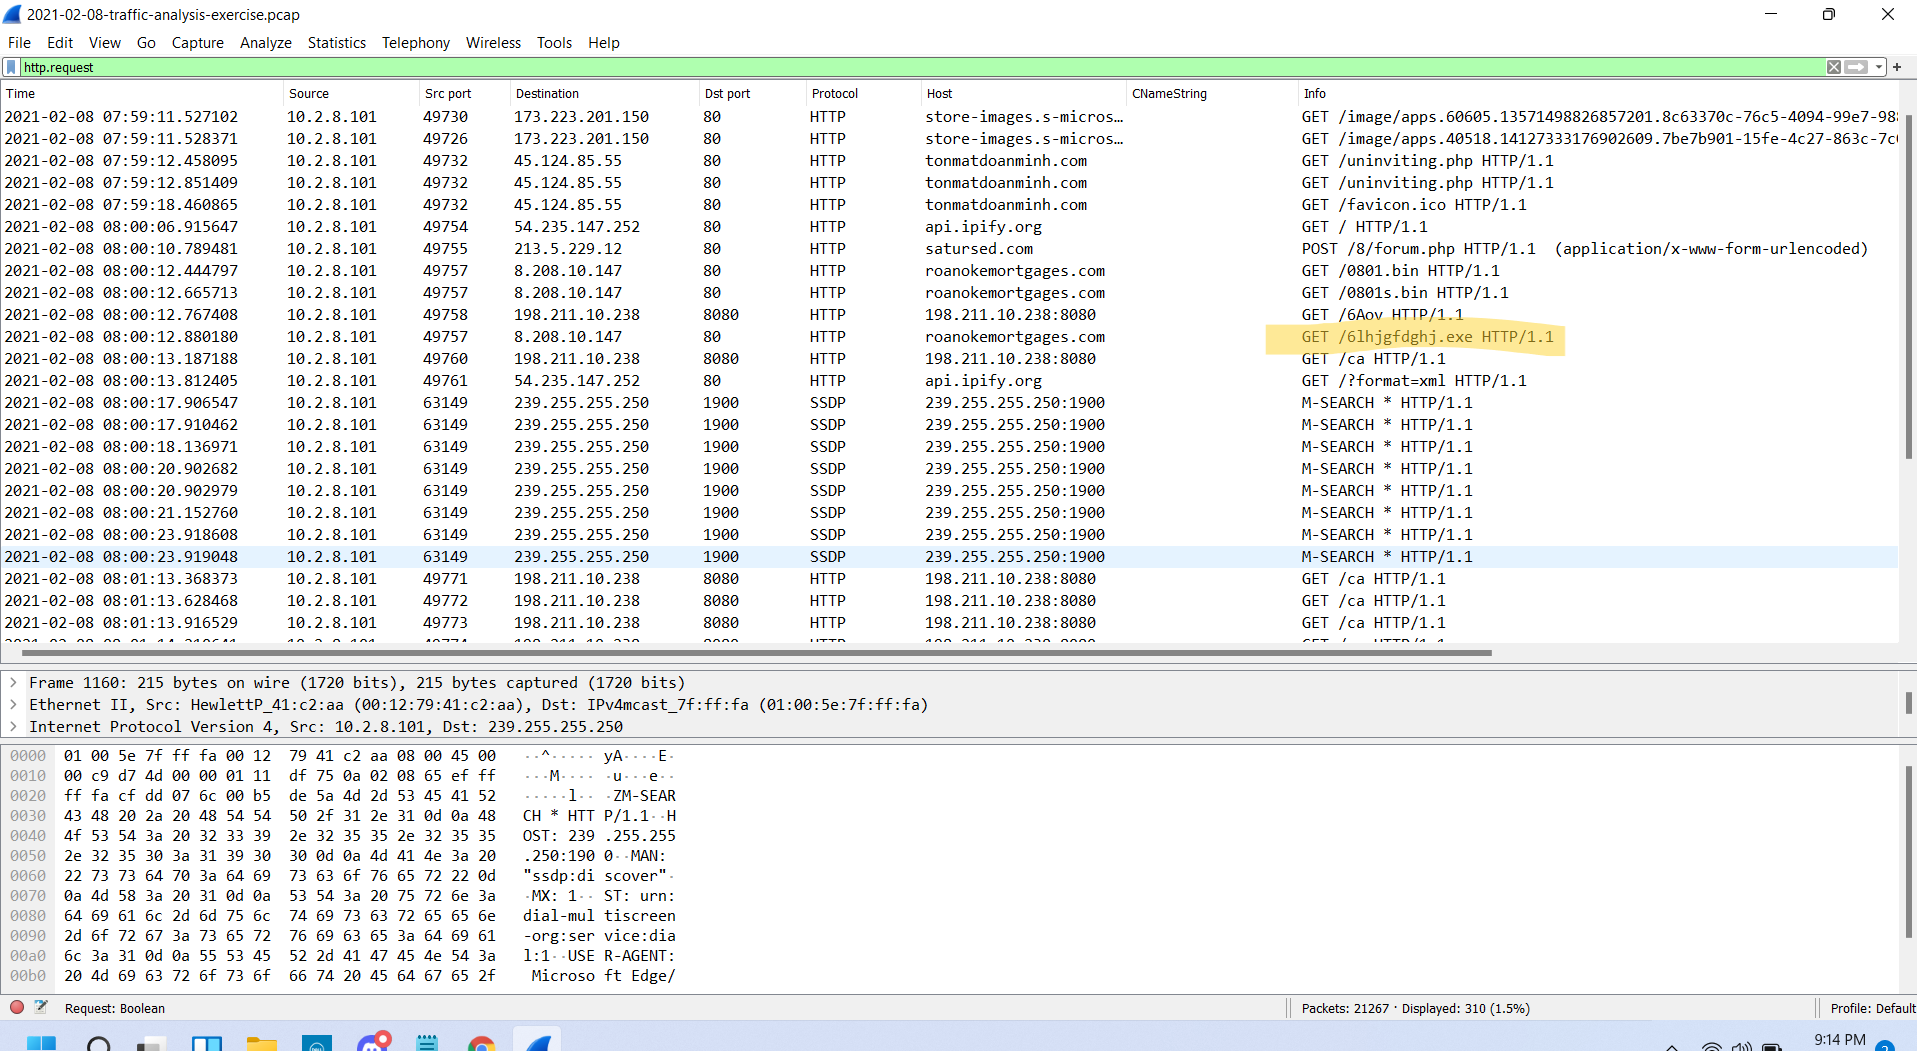 2021-02-08-traffic-analysis-exercise.pcap
File Edit View Go Capture Analyze Statistics Telephony Wireless Tools Help
http.request
Time Source Src port Destination Dst port Protocol Host CNameString Info
2021-02-08 07:59:11.527102 10.2.8.101 49730 173.223.201.150 80 HTTP store-images.s-micros… GET /image/apps.60605.13571498826857201.8c63370c-76c5-4094-99e7-98
2021-02-08 07:59:11.528371 10.2.8.101 49726 173.223.201.150 80 HTTP store-images.s-micros… GET /image/apps.40518.14127333176902609.7be7b901-15fe-4c27-863c-7c
2021-02-08 07:59:12.458095 10.2.8.101 49732 45.124.85.55 80 HTTP tonmatdoanminh.com GET /uninviting.php HTTP/1.1
2021-02-08 07:59:12.851409 10.2.8.101 49732 45.124.85.55 80 HTTP tonmatdoanminh.com GET /uninviting.php HTTP/1.1
2021-02-08 07:59:18.460865 10.2.8.101 49732 45.124.85.55 80 HTTP tonmatdoanminh.com GET /favicon.ico HTTP/1.1
2021-02-08 08:00:06.915647 10.2.8.101 49754 54.235.147.252 80 HTTP api.ipify.org GET / HTTP/1.1
2021-02-08 08:00:10.789481 10.2.8.101 49755 213.5.229.12 80 HTTP satursed.com POST /8/forum.php HTTP/1.1 (application/x-www-form-urlencoded)
2021-02-08 08:00:12.444797 10.2.8.101 49757 8.208.10.147 80 HTTP roanokemortgages.com GET /0801.bin HTTP/1.1
2021-02-08 08:00:12.665713 10.2.8.101 49757 8.208.10.147 80 HTTP roanokemortgages.com GET /0801s.bin HTTP/1.1
2021-02-08 08:00:12.767408 10.2.8.101 49758 198.211.10.238 8080 HTTP 198.211.10.238:8080 GET /6Aov HTTP/1.1
2021-02-08 08:00:12.880180 10.2.8.101 49757 8.208.10.147 80 HTTP roanokemortgages.com GET /6lhjgfdghj.exe HTTP/1.1
2021-02-08 08:00:13.187188 10.2.8.101 49760 198.211.10.238 8080 HTTP 198.211.10.238:8080 GET /ca HTTP/1.1
2021-02-08 08:00:13.812405 10.2.8.101 49761 54.235.147.252 80 HTTP api.ipify.org GET /?format=xml HTTP/1.1
2021-02-08 08:00:17.906547 10.2.8.101 63149 239.255.255.250 1900 SSDP 239.255.255.250:1900 M-SEARCH * HTTP/1.1
2021-02-08 08:00:17.910462 10.2.8.101 63149 239.255.255.250 1900 SSDP 239.255.255.250:1900 M-SEARCH * HTTP/1.1
2021-02-08 08:00:18.136971 10.2.8.101 63149 239.255.255.250 1900 SSDP 239.255.255.250:1900 M-SEARCH * HTTP/1.1
2021-02-08 08:00:20.902682 10.2.8.101 63149 239.255.255.250 1900 SSDP 239.255.255.250:1900 M-SEARCH * HTTP/1.1
2021-02-08 08:00:20.902979 10.2.8.101 63149 239.255.255.250 1900 SSDP 239.255.255.250:1900 M-SEARCH * HTTP/1.1
2021-02-08 08:00:21.152760 10.2.8.101 63149 239.255.255.250 1900 SSDP 239.255.255.250:1900 M-SEARCH * HTTP/1.1
2021-02-08 08:00:23.918608 10.2.8.101 63149 239.255.255.250 1900 SSDP 239.255.255.250:1900 M-SEARCH * HTTP/1.1
2021-02-08 08:00:23.919048 10.2.8.101 63149 239.255.255.250 1900 SSDP 239.255.255.250:1900 M-SEARCH * HTTP/1.1
2021-02-08 08:01:13.368373 10.2.8.101 49771 198.211.10.238 8080 HTTP 198.211.10.238:8080 GET /ca HTTP/1.1
2021-02-08 08:01:13.628468 10.2.8.101 49772 198.211.10.238 8080 HTTP 198.211.10.238:8080 GET /ca HTTP/1.1
2021-02-08 08:01:13.916529 10.2.8.101 49773 198.211.10.238 8080 HTTP 198.211.10.238:8080 GET /ca HTTP/1.1
Frame 1160: 215 bytes on wire (1720 bits), 215 bytes captured (1720 bits)
Ethernet II, Src: HewlettP_41:c2:aa (00:12:79:41:c2:aa), Dst: IPv4mcast_7f:ff:fa (01:00:5e:7f:ff:fa)
Internet Protocol Version 4, Src: 10.2.8.101, Dst: 239.255.255.250
0000 01 00 5e 7f ff fa 00 12 79 41 c2 aa 08 00 45 00 ··^····· yA····E·
0010 00 c9 d7 4d 00 00 01 11 df 75 0a 02 08 65 ef ff ···M···· ·u···e··
0020 ff fa cf dd 07 6c 00 b5 de 5a 4d 2d 53 45 41 52 ·····l·· ·ZM-SEAR
0030 43 48 20 2a 20 48 54 54 50 2f 31 2e 31 0d 0a 48 CH * HTT P/1.1··H
0040 4f 53 54 3a 20 32 33 39 2e 32 35 35 2e 32 35 35 OST: 239 .255.255
0050 2e 32 35 30 3a 31 39 30 30 0d 0a 4d 41 4e 3a 20 .250:190 0··MAN:
0060 22 73 73 64 70 3a 64 69 73 63 6f 76 65 72 22 0d "ssdp:di scover"·
0070 0a 4d 58 3a 20 31 0d 0a 53 54 3a 20 75 72 6e 3a ·MX: 1·· ST: urn:
0080 64 69 61 6c 2d 6d 75 6c 74 69 73 63 72 65 65 6e dial-mul tiscreen
0090 2d 6f 72 67 3a 73 65 72 76 69 63 65 3a 64 69 61 -org:ser vice:dia
00a0 6c 3a 31 0d 0a 55 53 45 52 2d 41 47 45 4e 54 3a l:1··USE R-AGENT:
00b0 20 4d 69 63 72 6f 73 6f 66 74 20 45 64 67 65 2f Microso ft Edge/
Request: Boolean Packets: 21267 · Displayed: 310 (1.5%) Profile: Default
9:14 PM